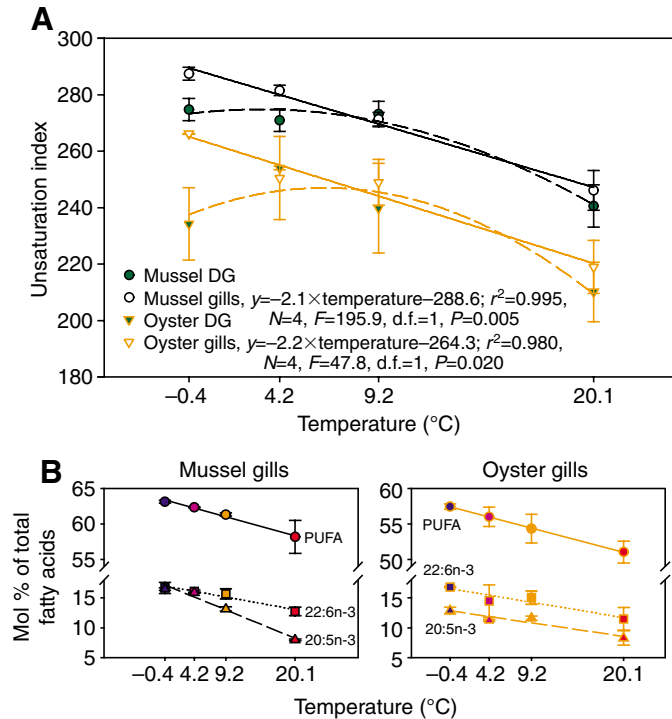 A
300
280
260
240
220
200
180
Unsaturation index
Mussel DG
Mussel gills, y=–2.1×temperature–288.6; r²=0.995,
N=4, F=195.9, d.f.=1, P=0.005
Oyster DG
Oyster gills, y=–2.2×temperature–264.3; r²=0.980,
N=4, F=47.8, d.f.=1, P=0.020
–0.4 4.2 9.2 20.1
Temperature (°C)
B
Mussel gills
65
60
55
15
10
5
PUFA
22:6n-3
20:5n-3
–0.4 4.2 9.2 20.1
Mol % of total
fatty acids
Oyster gills
60
55
50
15
10
5
PUFA
22:6n-3
20:5n-3
–0.4 4.2 9.2 20.1
Temperature (°C)